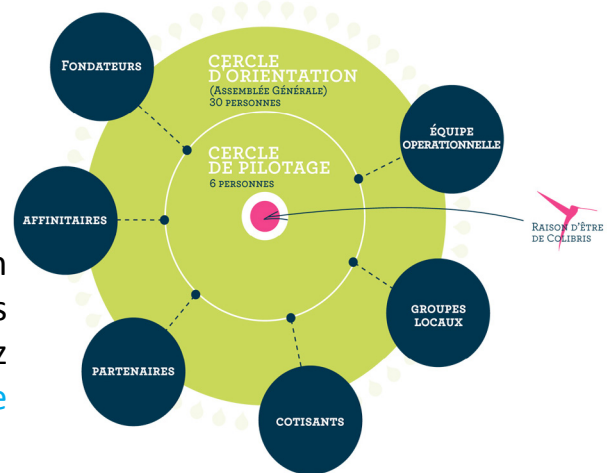 FONDATEURS
CERCLE
D'ORIENTATION
(ASSEMBLÉE GÉNÉRALE)
30 PERSONNES
ÉQUIPE
OPERATIONNELLE
CERCLE
DE PILOTAGE
6 PERSONNES
AFFINITAIRES
RAISON D'ÊTRE
DE COLIBRIS
GROUPES
LOCAUX
PARTENAIRES
COTISANTS
n
s
z
e